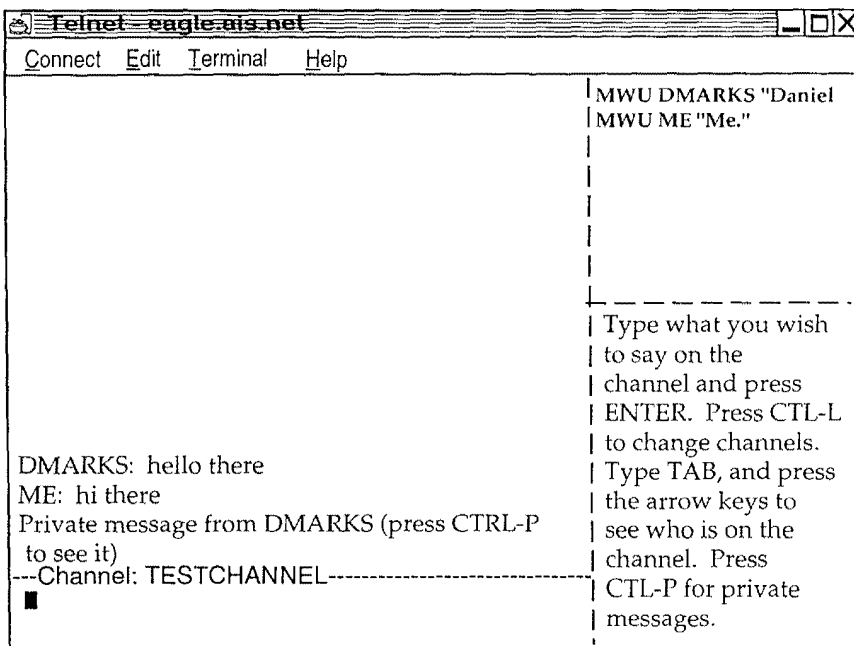 Telnet - eagle.ais.net
Connect Edit Terminal Help
MWU DMARKS "Daniel
MWU ME "Me."
DMARKS: hello there
ME: hi there
Private message from DMARKS (press CTRL-P
to see it)
---Channel: TESTCHANNEL---
Type what you wish
to say on the
channel and press
ENTER. Press CTL-L
to change channels.
Type TAB, and press
the arrow keys to
see who is on the
channel. Press
CTL-P for private
messages.